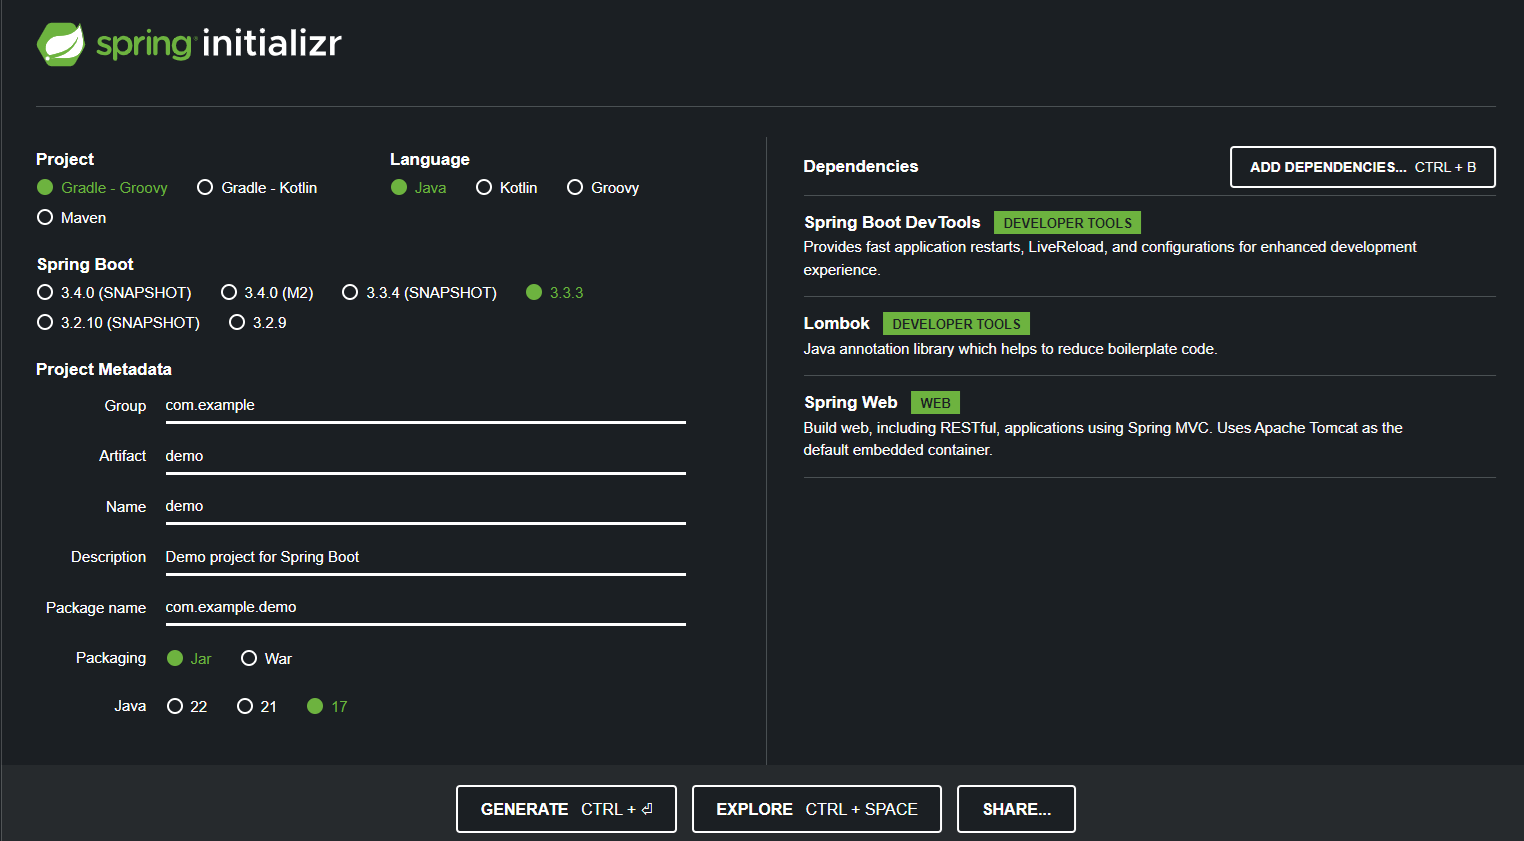 spring initializr
Project
Gradle - Groovy Gradle - Kotlin
Maven
Language
Java Kotlin Groovy
Spring Boot
3.4.0 (SNAPSHOT) 3.4.0 (M2) 3.3.4 (SNAPSHOT) 3.3.3
3.2.10 (SNAPSHOT) 3.2.9
Project Metadata
Group com.example
Artifact demo
Name demo
Description Demo project for Spring Boot
Package name com.example.demo
Packaging Jar War
Java 22 21 17
Dependencies
ADD DEPENDENCIES... CTRL + B
Spring Boot DevTools DEVELOPER TOOLS
Provides fast application restarts, LiveReload, and configurations for enhanced development
experience.
Lombok DEVELOPER TOOLS
Java annotation library which helps to reduce boilerplate code.
Spring Web WEB
Build web, including RESTful, applications using Spring MVC. Uses Apache Tomcat as the
default embedded container.
GENERATE CTRL + ⏎
EXPLORE CTRL + SPACE
SHARE...